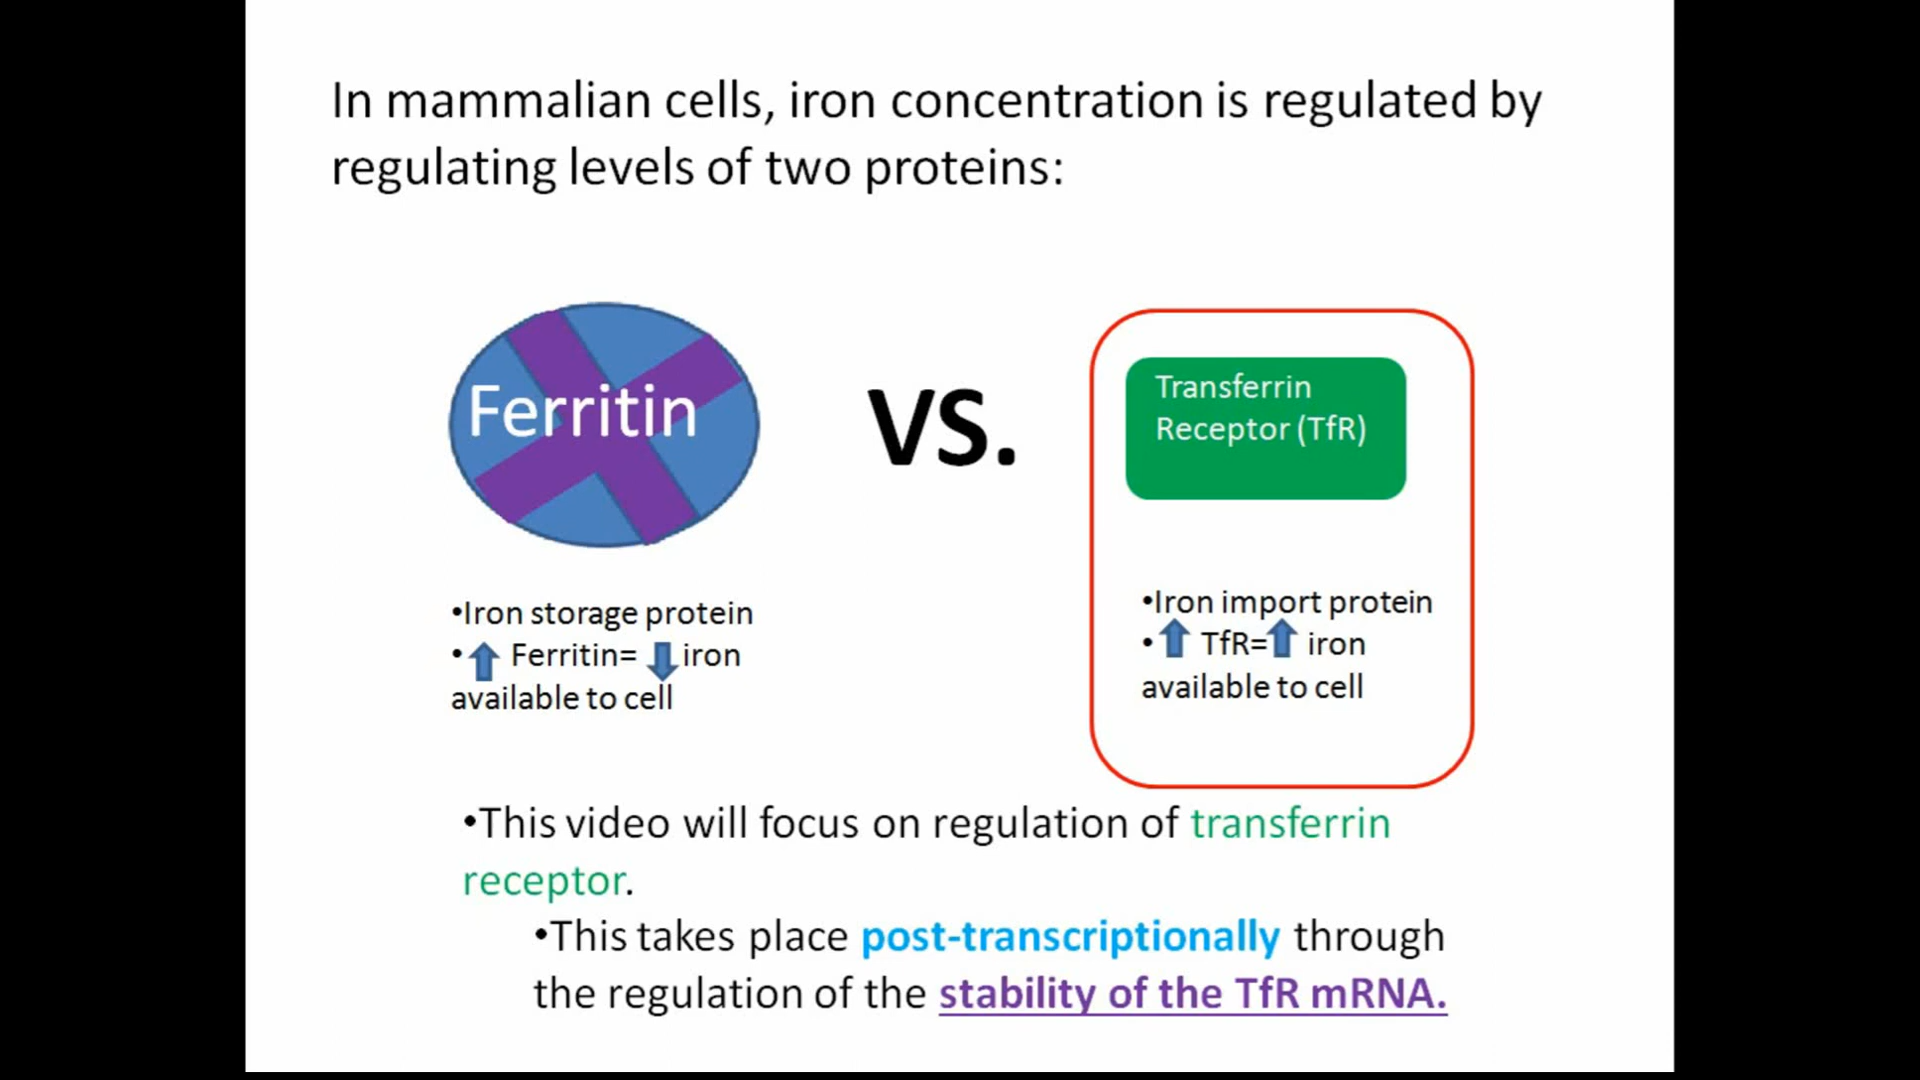 In mammalian cells, iron concentration is regulated by
regulating levels of two proteins:
Ferritin
VS.
Transferrin
Receptor (TfR)
•Iron storage protein
• Ferritin= iron
available to cell
•Iron import protein
• TfR= iron
available to cell
•This video will focus on regulation of transferrin
receptor.
•This takes place post-transcriptionally through
the regulation of the stability of the TfR mRNA.